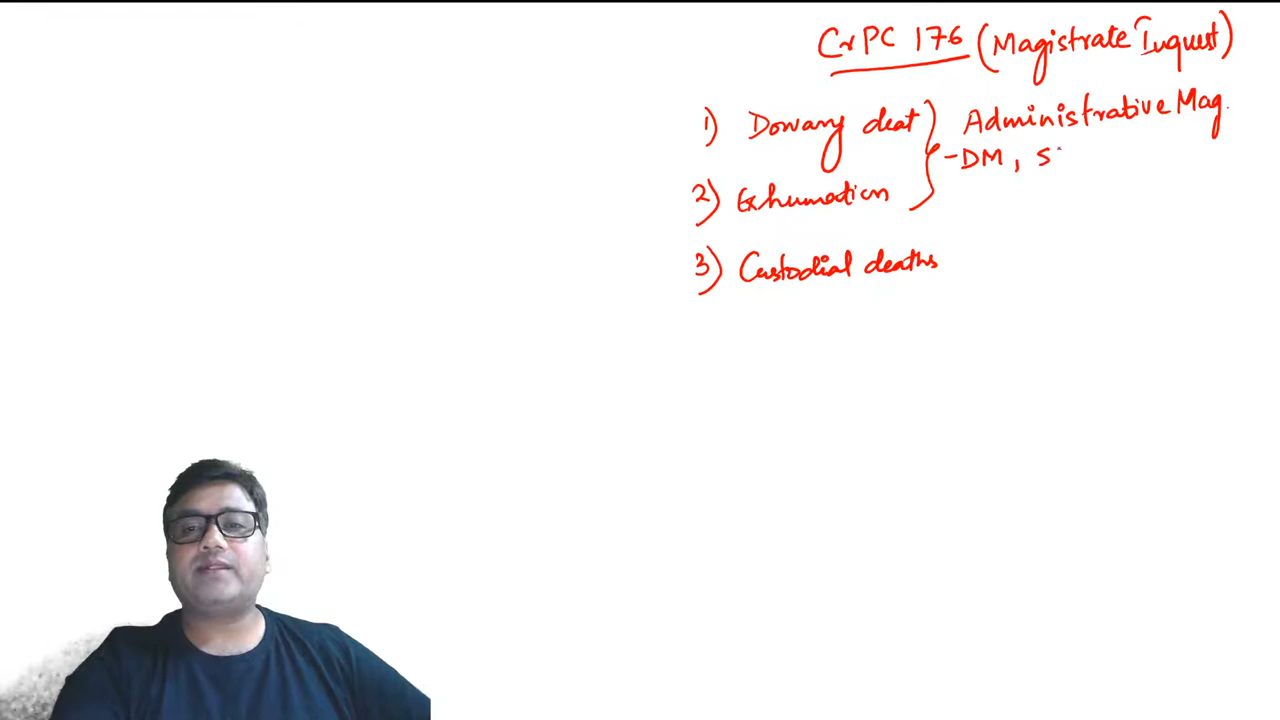 CrPC 176 (Magistrate Inquest)
1) Dowary deat } Administrative Mag.
-DM, S
2) Exhumation
3) Custodial deaths